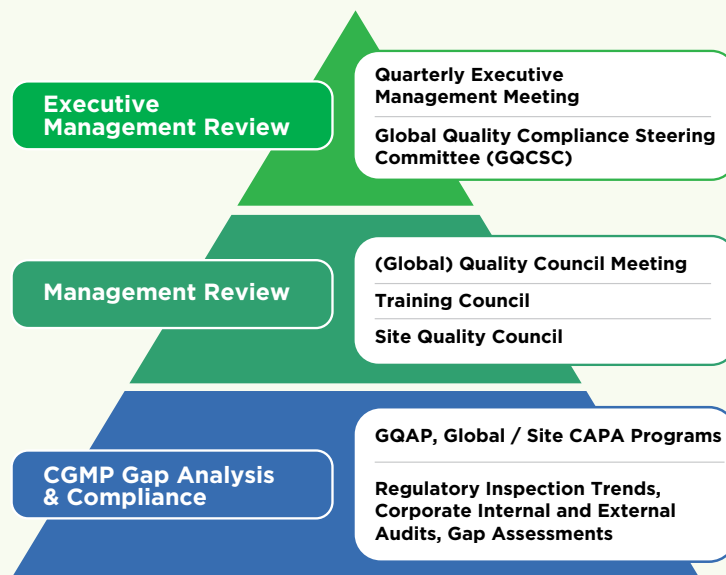 Executive
Management Review
Quarterly Executive
Management Meeting
Global Quality Compliance Steering
Committee (GQCSC)
Management Review
(Global) Quality Council Meeting
Training Council
Site Quality Council
CGMP Gap Analysis
& Compliance
GQAP, Global / Site CAPA Programs
Regulatory Inspection Trends,
Corporate Internal and External
Audits, Gap Assessments